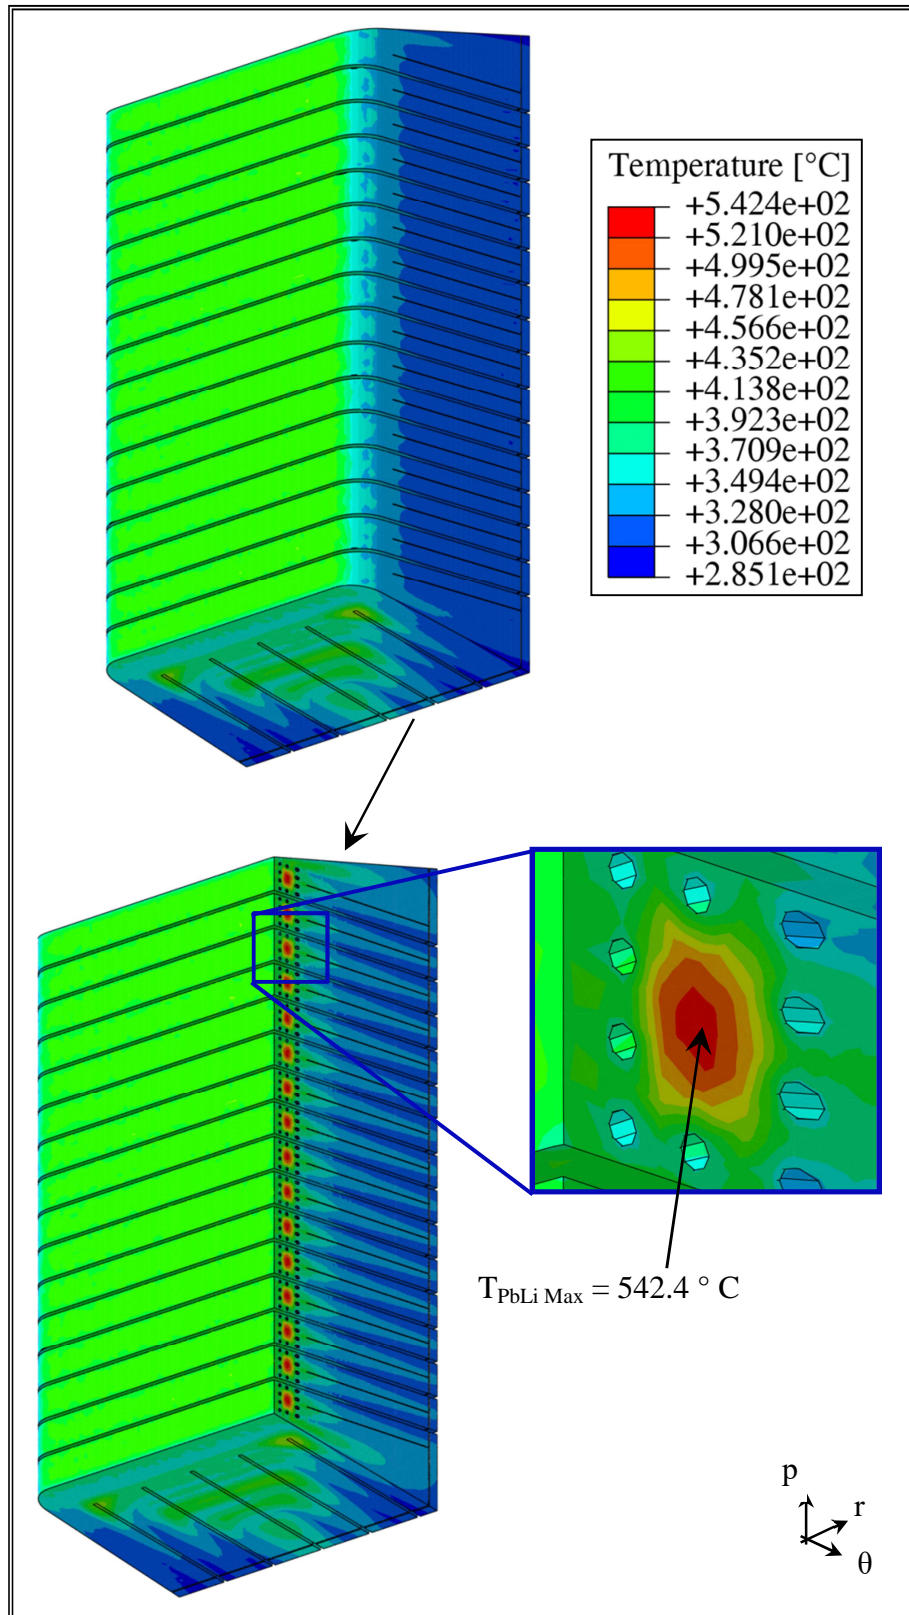 Temperature [°C]
+5.424e+02
+5.210e+02
+4.995e+02
+4.781e+02
+4.566e+02
+4.352e+02
+4.138e+02
+3.923e+02
+3.709e+02
+3.494e+02
+3.280e+02
+3.066e+02
+2.851e+02
TPbLi Max = 542.4 ° C
p
r
θ